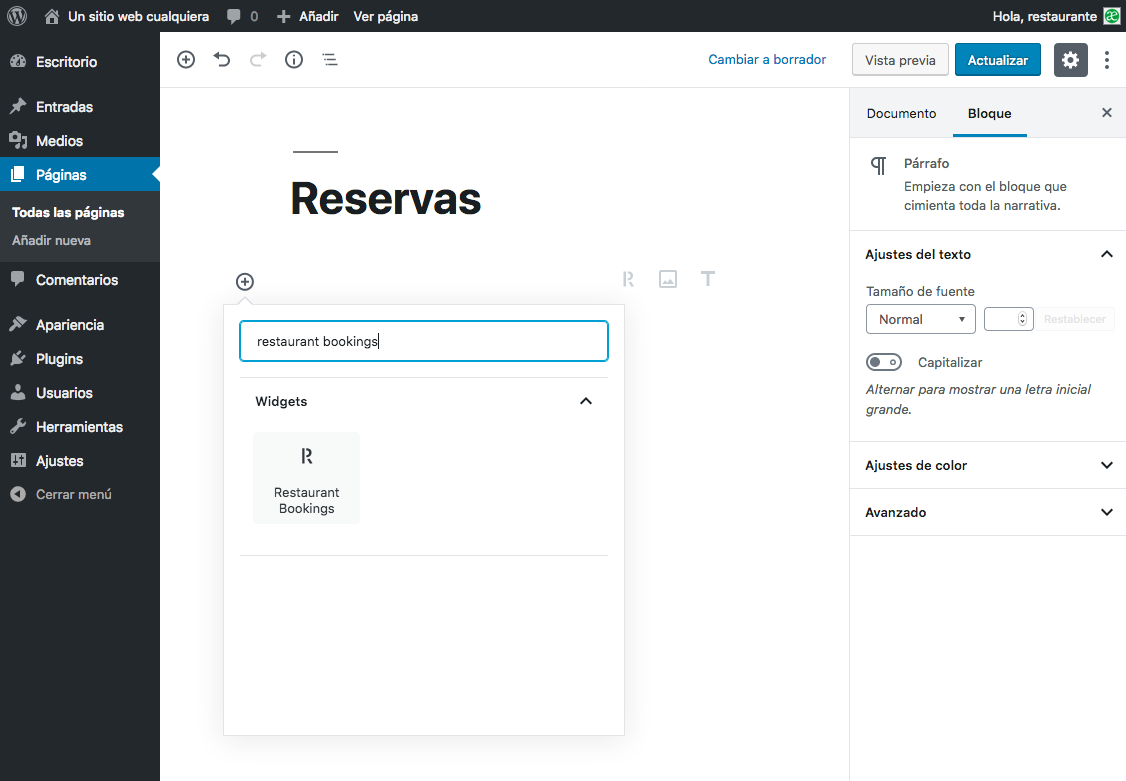 Un sitio web cualquiera
0
Añadir
Ver página
Hola, restaurante
Escritorio
Entradas
Medios
Páginas
Todas las páginas
Añadir nueva
Comentarios
Apariencia
Plugins
Usuarios
Herramientas
Ajustes
Cerrar menú
Cambiar a borrador
Vista previa
Actualizar
Reservas
restaurant bookings
Widgets
Restaurant
Bookings
Documento
Bloque
Párrafo
Empieza con el bloque que
cimienta toda la narrativa.
Ajustes del texto
Tamaño de fuente
Normal
Restablecer
Capitalizar
Alternar para mostrar una letra inicial
grande.
Ajustes de color
Avanzado